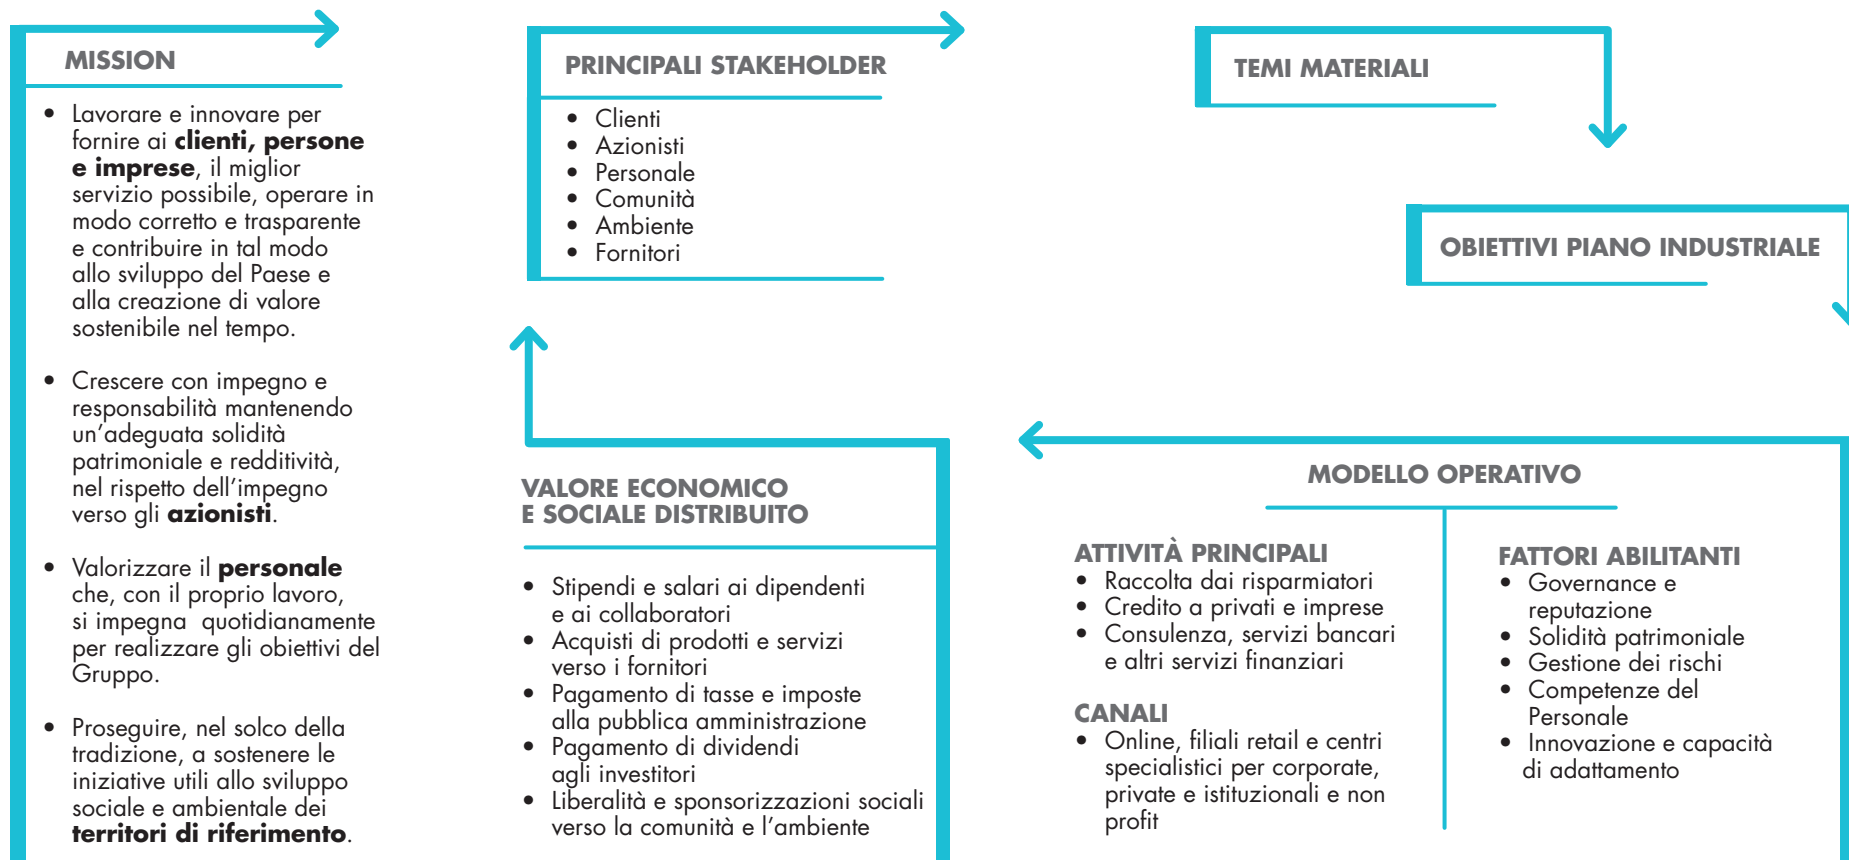 MISSION
• Lavorare e innovare per
fornire ai clienti, persone
e imprese, il miglior
servizio possibile, operare in
modo corretto e trasparente
e contribuire in tal modo
allo sviluppo del Paese e
alla creazione di valore
sostenibile nel tempo.
• Crescere con impegno e
responsabilità mantenendo
un'adeguata solidità
patrimoniale e redditività,
nel rispetto dell'impegno
verso gli azionisti.
• Valorizzare il personale
che, con il proprio lavoro,
si impegna quotidianamente
per realizzare gli obiettivi del
Gruppo.
• Proseguire, nel solco della
tradizione, a sostenere le
iniziative utili allo sviluppo
sociale e ambientale dei
territori di riferimento.
PRINCIPALI STAKEHOLDER
• Clienti
• Azionisti
• Personale
• Comunità
• Ambiente
• Fornitori
TEMI MATERIALI
OBIETTIVI PIANO INDUSTRIALE
MODELLO OPERATIVO
ATTIVITÀ PRINCIPALI
• Raccolta dai risparmiatori
• Credito a privati e imprese
• Consulenza, servizi bancari
e altri servizi finanziari
CANALI
• Online, filiali retail e centri
specialistici per corporate,
private e istituzionali e non
profit
FATTORI ABILITANTI
• Governance e
reputazione
• Solidità patrimoniale
• Gestione dei rischi
• Competenze del
Personale
• Innovazione e capacità
di adattamento
VALORE ECONOMICO
E SOCIALE DISTRIBUITO
• Stipendi e salari ai dipendenti
e ai collaboratori
• Acquisti di prodotti e servizi
verso i fornitori
• Pagamento di tasse e imposte
alla pubblica amministrazione
• Pagamento di dividendi
agli investitori
• Liberalità e sponsorizzazioni sociali
verso la comunità e l'ambiente